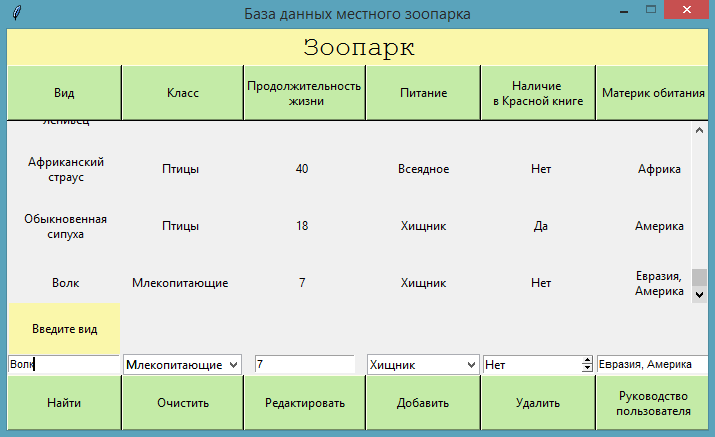 База данных местного зоопарка
Зоопарк
Вид
Класс
Продолжительность
жизни
Питание
Наличие
в Красной книге
Материк обитания
ленивец
Африканский
страус
Птицы
40
Всеядное
Нет
Африка
Обыкновенная
сипуха
Птицы
18
Хищник
Да
Америка
Волк
Млекопитающие
7
Хищник
Нет
Евразия,
Америка
Введите вид
Волк
Млекопитающие
7
Хищник
Нет
Евразия, Америка
Найти
Очистить
Редактировать
Добавить
Удалить
Руководство
пользователя